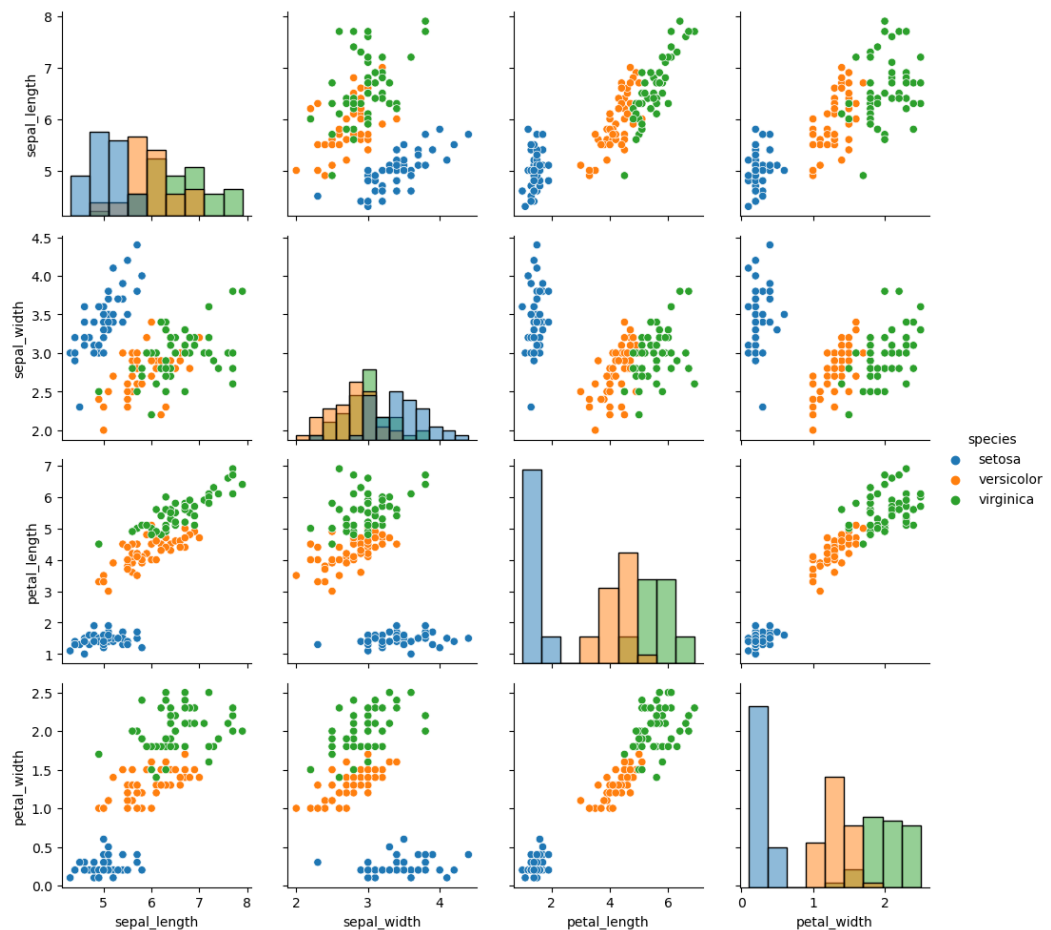 8
7
6
5
sepal_length
4.5
4.0
3.5
3.0
2.5
2.0
sepal_width
species
setosa
versicolor
virginica
7
6
5
4
3
2
1
petal_length
2.5
2.0
1.5
1.0
0.5
0.0
petal_width
5 6 7 8
sepal_length
3 4
sepal_width
2 4 6
petal_length
0 1 2
petal_width